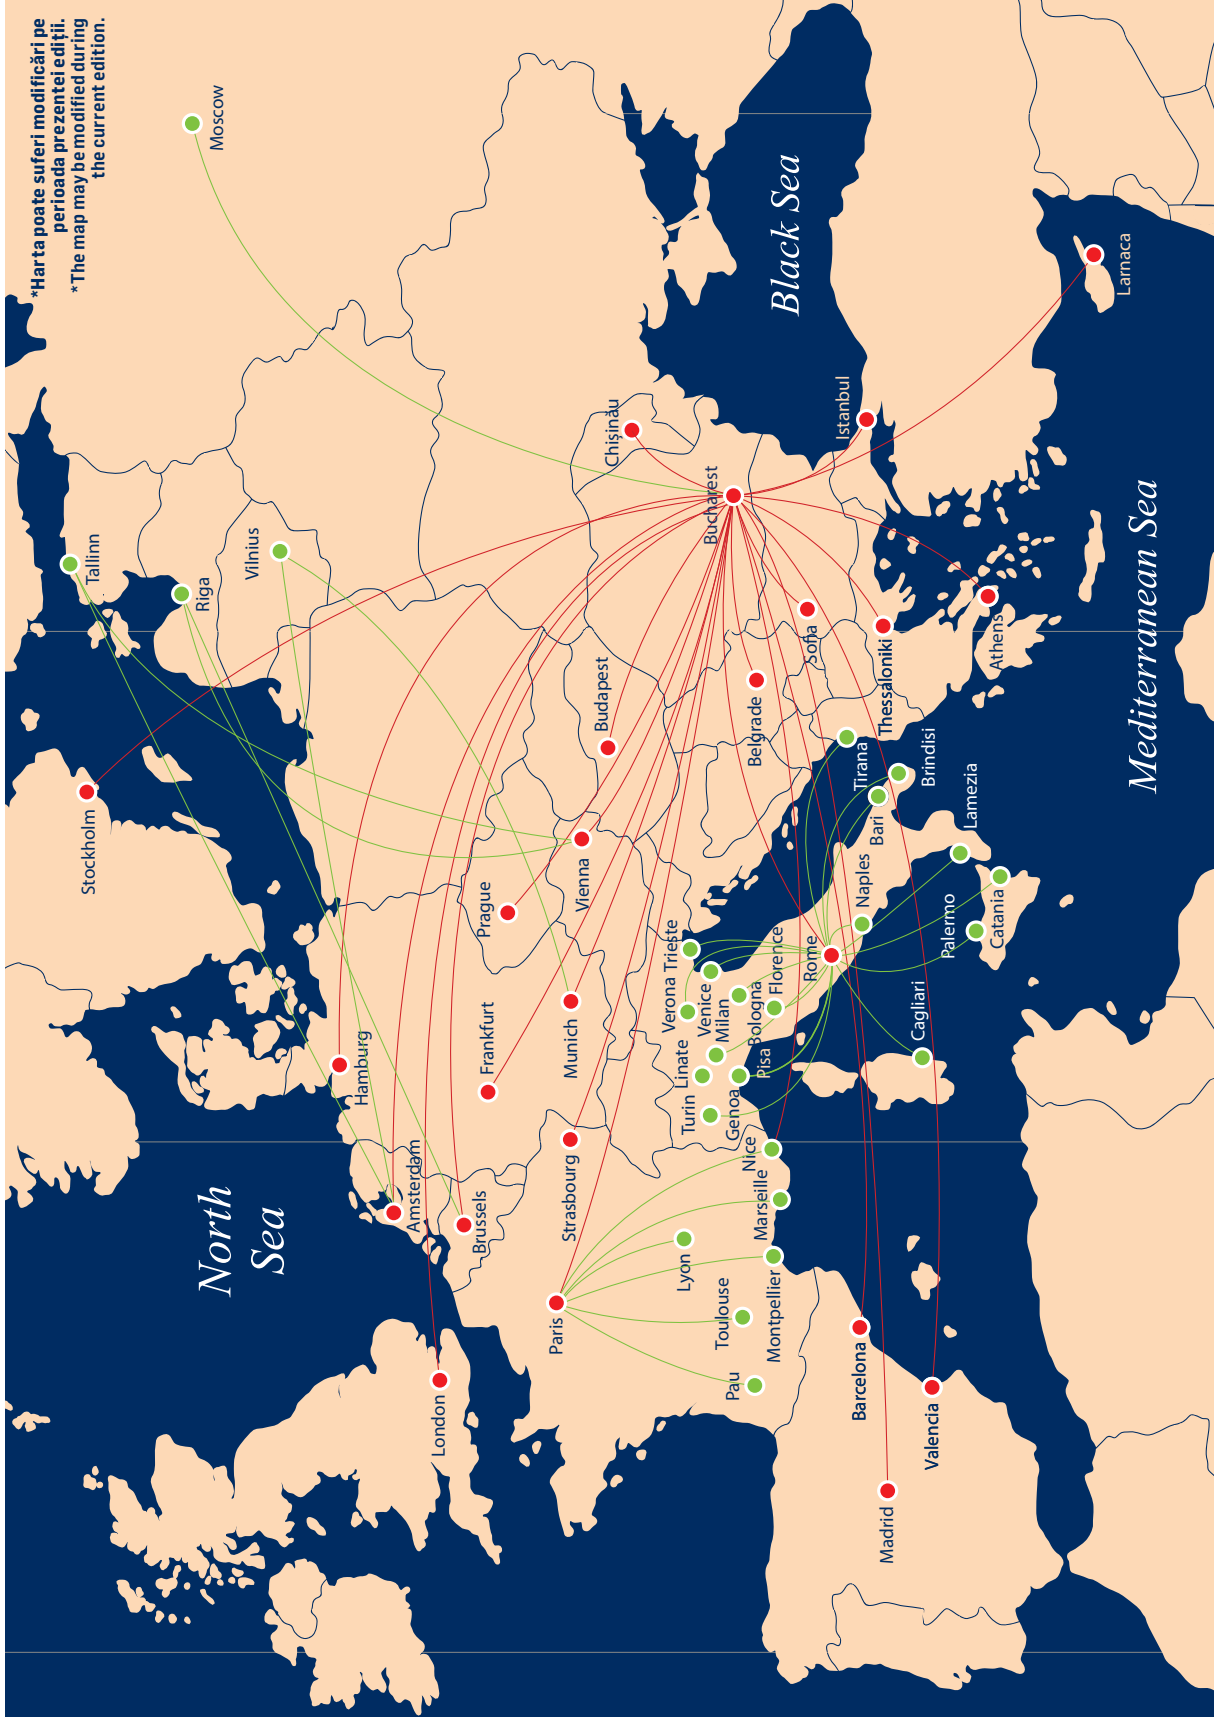 *Harta poate suferi modificări pe
perioada prezentei ediții.
*The map may be modified during
the current edition.
Moscow
Tallinn
Riga
Vilnius
Stockholm
Hamburg
North
Sea
Amsterdam
Brussels
London
Frankfurt
Prague
Munich
Vienna
Budapest
Strasbourg
Paris
Chișinău
Bucharest
Black Sea
Istanbul
Larnaca
Belgrade
Sofia
Thessaloniki
Athens
Tirana
Brindisi
Bari
Lamezia
Naples
Palermo
Catania
Cagliari
Rome
Trieste
Verona
Venice
Milan
Linate
Turin
Bologna
Florence
Pisa
Genoa
Nice
Marseille
Lyon
Montpellier
Toulouse
Pau
Barcelona
Valencia
Madrid
Mediterranean Sea